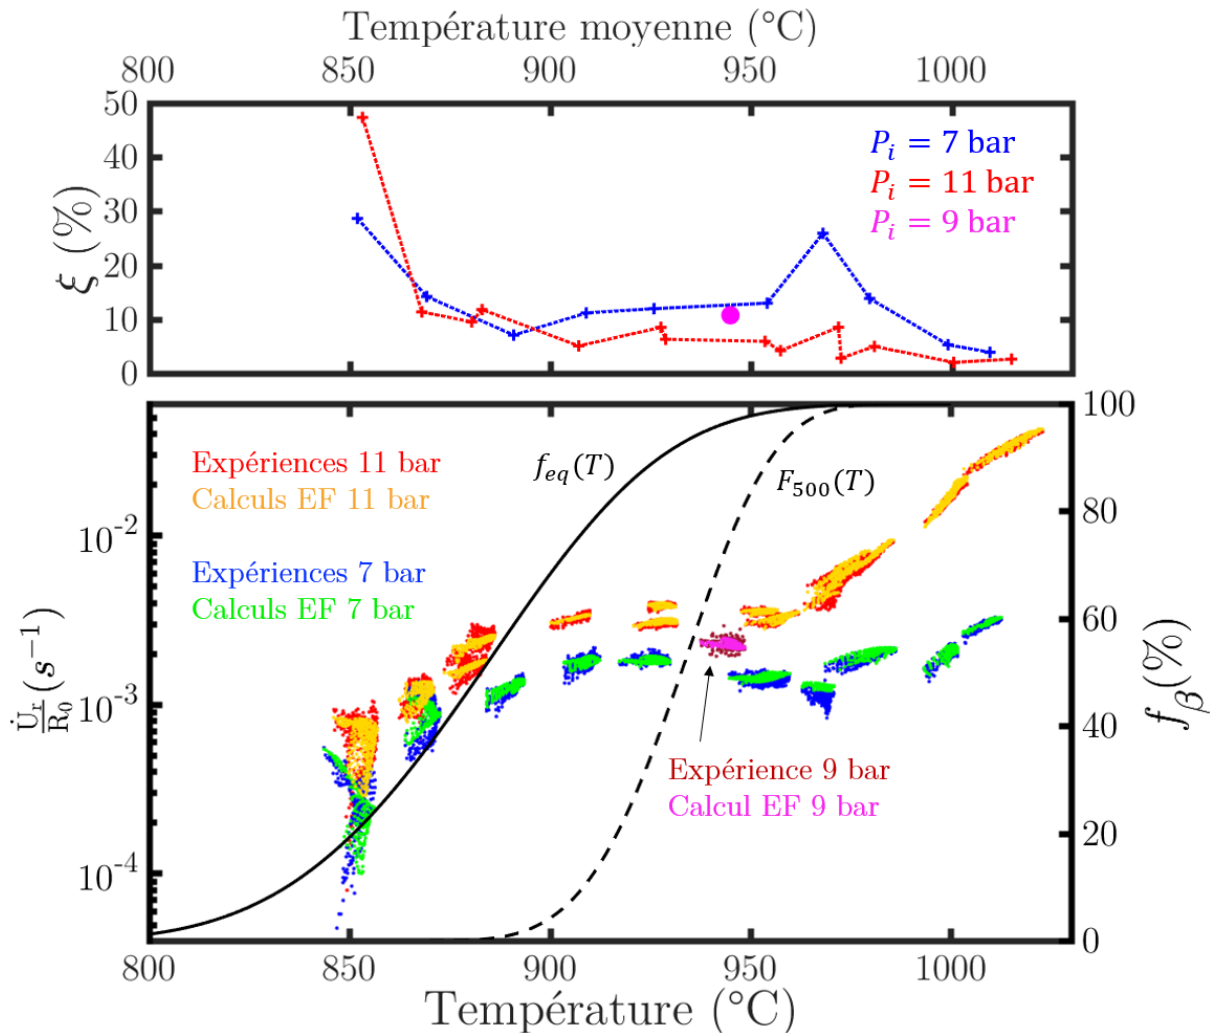 Température moyenne (°C)
800 850 900 950 1000
50
40
30
20
10
0
ξ (%)
P_i = 7 bar
P_i = 11 bar
P_i = 9 bar
Expériences 11 bar
Calculs EF 11 bar
Expériences 7 bar
Calculs EF 7 bar
f_eq(T)
F_500(T)
Expérience 9 bar
Calcul EF 9 bar
10^-2
10^-3
10^-4
U̇_r/R_0 (s^-1)
100
80
60
40
20
0
f_β(%)
800 850 900 950 1000
Température (°C)